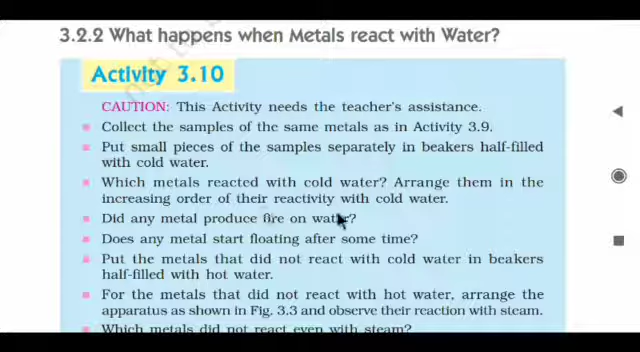 3.2.2 What happens when Metals react with Water?
Activity 3.10
CAUTION: This Activity needs the teacher's assistance.
Collect the samples of the same metals as in Activity 3.9.
Put small pieces of the samples separately in beakers half-filled
with cold water.
Which metals reacted with cold water? Arrange them in the
increasing order of their reactivity with cold water.
Did any metal produce fire on water?
Does any metal start floating after some time?
Put the metals that did not react with cold water in beakers
half-filled with hot water.
For the metals that did not react with hot water, arrange the
apparatus as shown in Fig. 3.3 and observe their reaction with steam.
Which metals did not react even with steam?